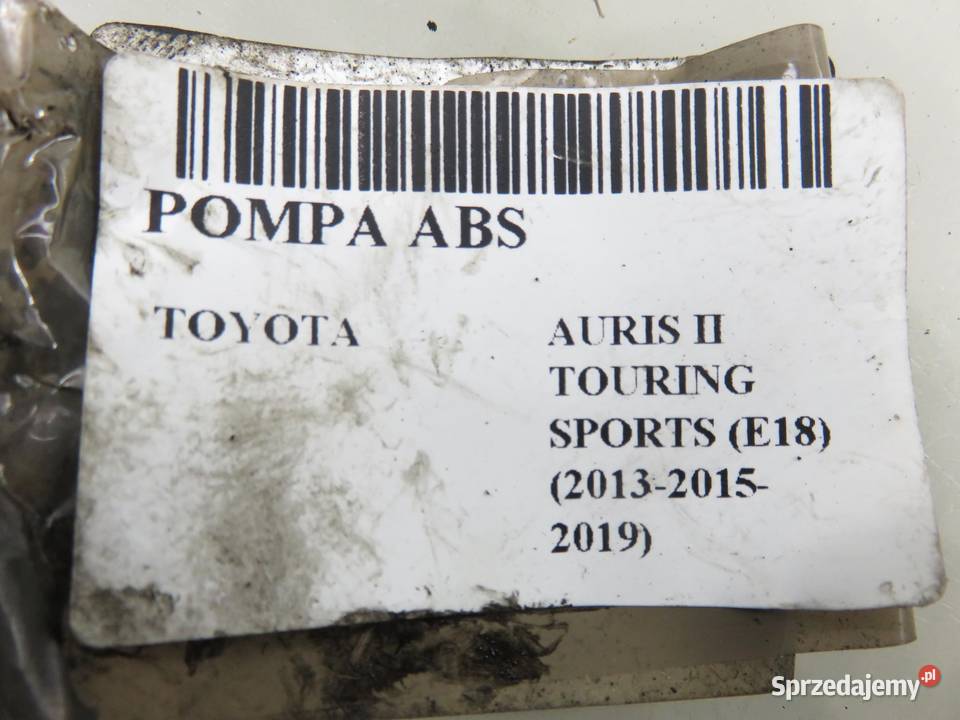 POMPA ABS
TOYOTA
AURIS II
TOURING
SPORTS (E18)
(2013-2015-
2019)
Sprzedajemy.pl